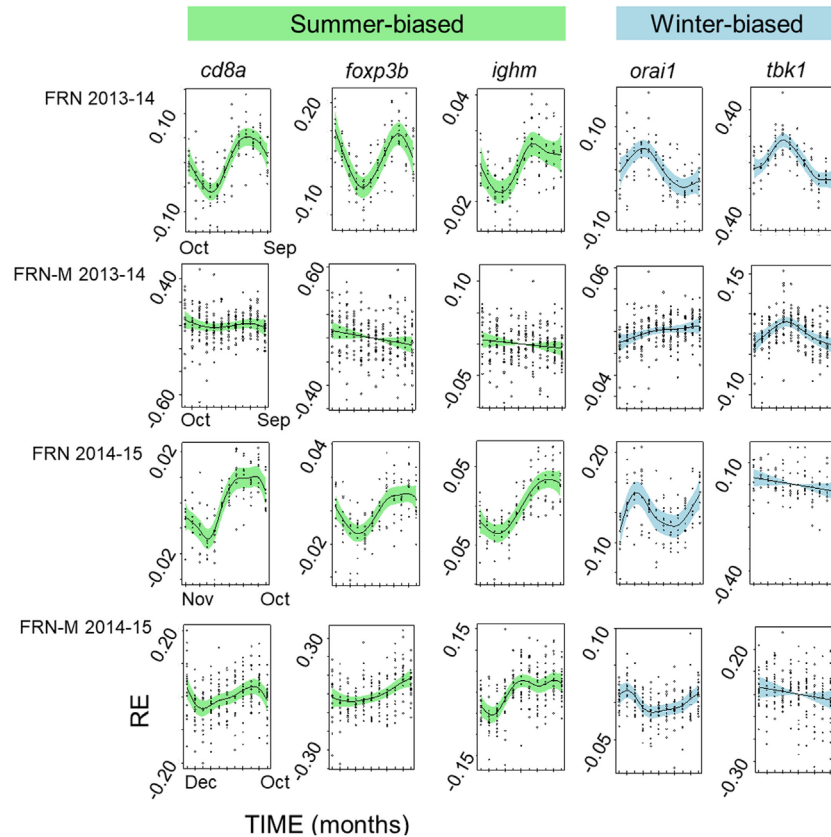 Summer-biased Winter-biased
cd8a foxp3b ighm orai1 tbk1
FRN 2013-14
0.10 0.20 0.04 0.10 0.40
-0.10 -0.10 -0.02 -0.10 -0.40
Oct Sep
FRN-M 2013-14
0.40 0.60 0.10 0.06 0.15
-0.60 -0.40 -0.05 -0.04 -0.10
Oct Sep
FRN 2014-15
0.02 0.04 0.05 0.20 0.10
-0.02 -0.02 -0.05 -0.10 -0.40
Nov Oct
FRN-M 2014-15
0.20 0.30 0.15 0.10 0.20
RE
-0.20 -0.30 -0.15 -0.05 -0.30
Dec Oct
TIME (months)